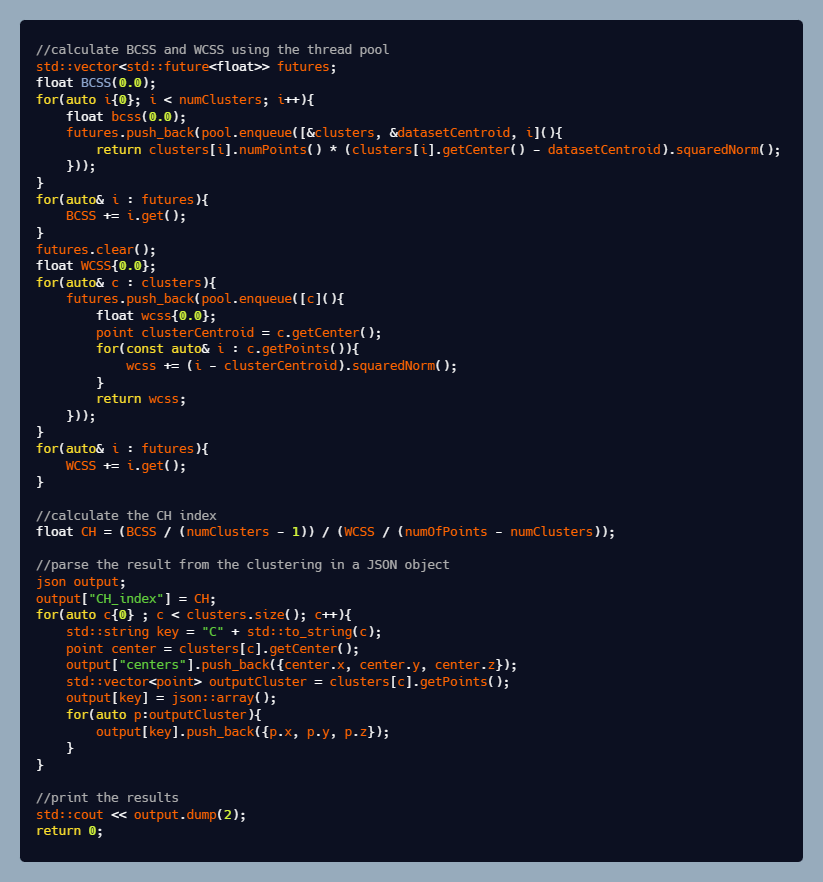 //calculate BCSS and WCSS using the thread pool
std::vector<std::future<float>> futures;
float BCSS(0.0);
for(auto i{0}; i < numClusters; i++){
    float bcss(0.0);
    futures.push_back(pool.enqueue([&clusters, &datasetCentroid, i](){
        return clusters[i].numPoints() * (clusters[i].getCenter() - datasetCentroid).squaredNorm();
    }));
}
for(auto& i : futures){
    BCSS += i.get();
}
futures.clear();
float WCSS{0.0};
for(auto& c : clusters){
    futures.push_back(pool.enqueue([c](){
        float wcss{0.0};
        point clusterCentroid = c.getCenter();
        for(const auto& i : c.getPoints()){
            wcss += (i - clusterCentroid).squaredNorm();
        }
        return wcss;
    }));
}
for(auto& i : futures){
    WCSS += i.get();
}

//calculate the CH index
float CH = (BCSS / (numClusters - 1)) / (WCSS / (numOfPoints - numClusters));

//parse the result from the clustering in a JSON object
json output;
output["CH_index"] = CH;
for(auto c{0} ; c < clusters.size(); c++){
    std::string key = "C" + std::to_string(c);
    point center = clusters[c].getCenter();
    output["centers"].push_back({center.x, center.y, center.z});
    std::vector<point> outputCluster = clusters[c].getPoints();
    output[key] = json::array();
    for(auto p:outputCluster){
        output[key].push_back({p.x, p.y, p.z});
    }
}

//print the results
std::cout << output.dump(2);
return 0;